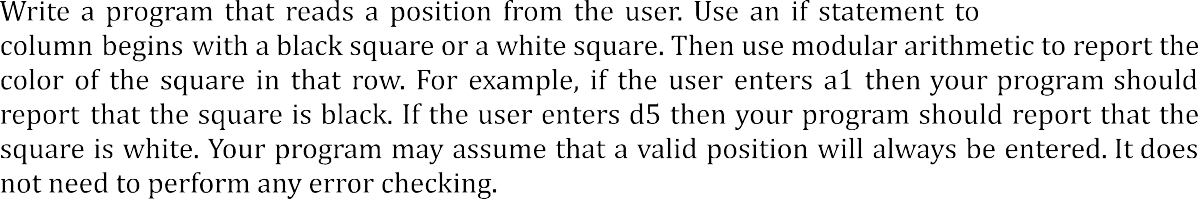 Write a program that reads a position from the user. Use an if statement to
column begins with a black square or a white square. Then use modular arithmetic to report the
color of the square in that row. For example, if the user enters a1 then your program should
report that the square is black. If the user enters d5 then your program should report that the
square is white. Your program may assume that a valid position will always be entered. It does
not need to perform any error checking.